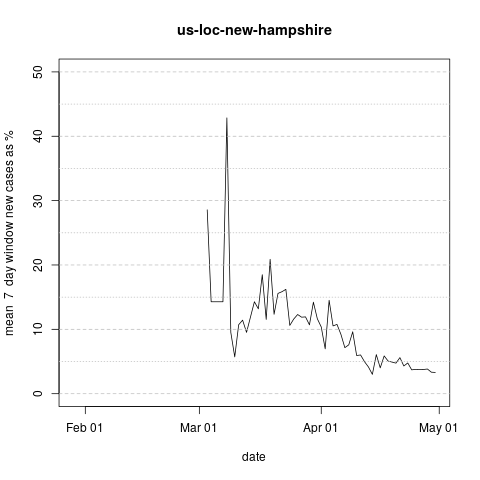 us-loc-new-hampshire
mean 7 day window new cases as %
50
40
30
20
10
0
Feb 01
Mar 01
Apr 01
May 01
date